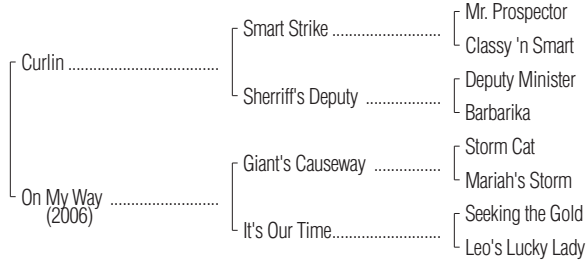 Mr. Prospector
Smart Strike ........................
Classy 'n Smart
Curlin ..................................................
Deputy Minister
Sherriff's Deputy .................
Barbarika
Storm Cat
Giant's Causeway ...............
Mariah's Storm
On My Way ....................................
(2006)
Seeking the Gold
It's Our Time........................
Leo's Lucky Lady